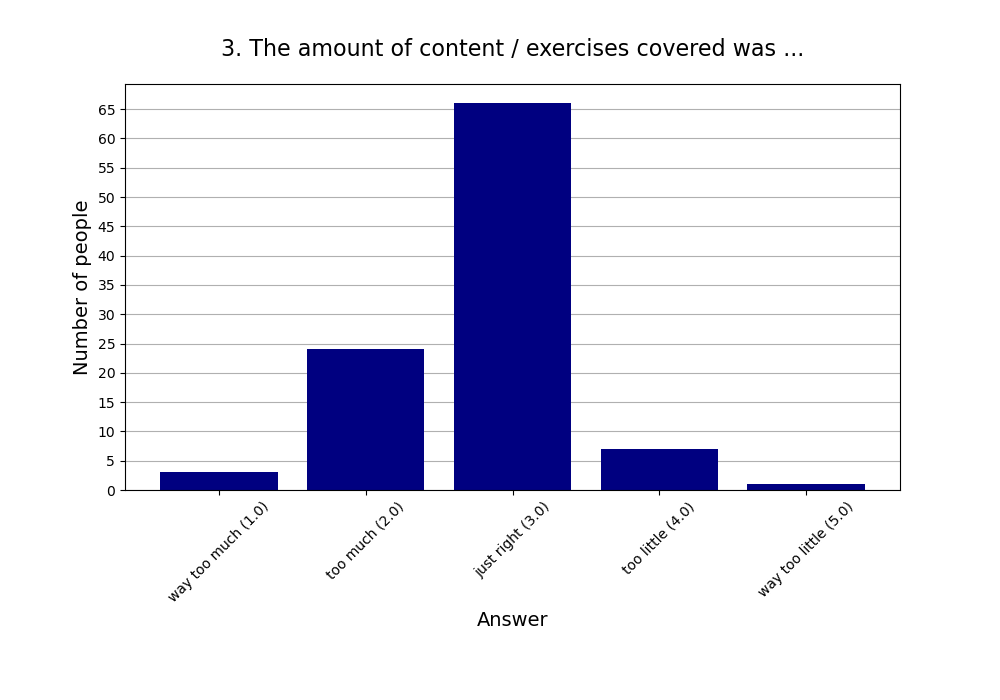 3. The amount of content / exercises covered was ...
Number of people
65
60
55
50
45
40
35
30
25
20
15
10
5
0
way too much (1.0)
too much (2.0)
just right (3.0)
too little (4.0)
way too little (5.0)
Answer